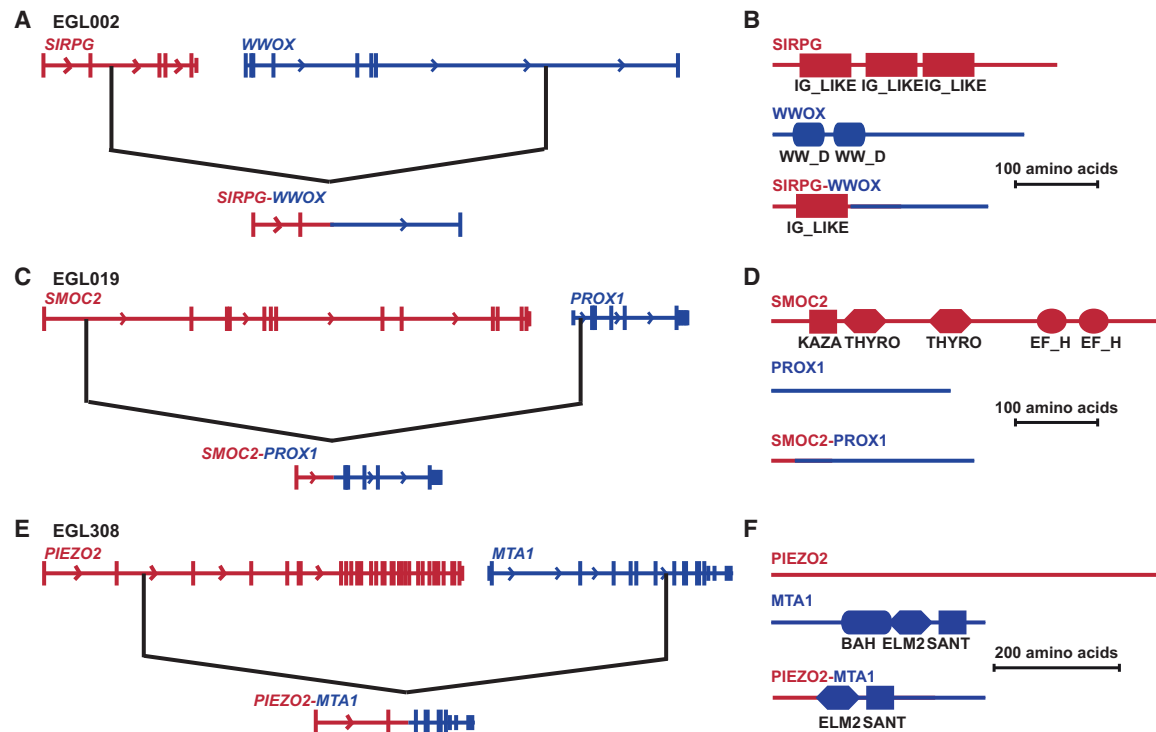 A EGL002
SIRPG WWOX
SIRPG-WWOX
B
SIRPG
IG_LIKE IG_LIKE IG_LIKE
WWOX
WW_D WW_D
100 amino acids
SIRPG-WWOX
IG_LIKE
C EGL019
SMOC2 PROX1
SMOC2-PROX1
D
SMOC2
KAZA THYRO THYRO EF_H EF_H
PROX1
100 amino acids
SMOC2-PROX1
E EGL308
PIEZO2 MTA1
PIEZO2-MTA1
F
PIEZO2
MTA1
BAH ELM2 SANT
200 amino acids
PIEZO2-MTA1
ELM2 SANT